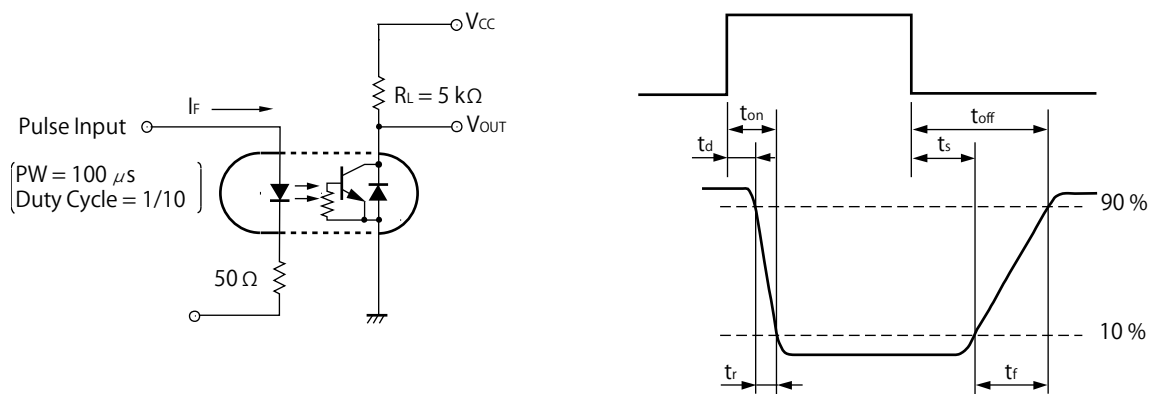 VCC
RL = 5 kΩ
IF
Pulse Input
VOUT
PW = 100 μs
Duty Cycle = 1/10
50 Ω
ton
toff
td
ts
90 %
10 %
tr
tf